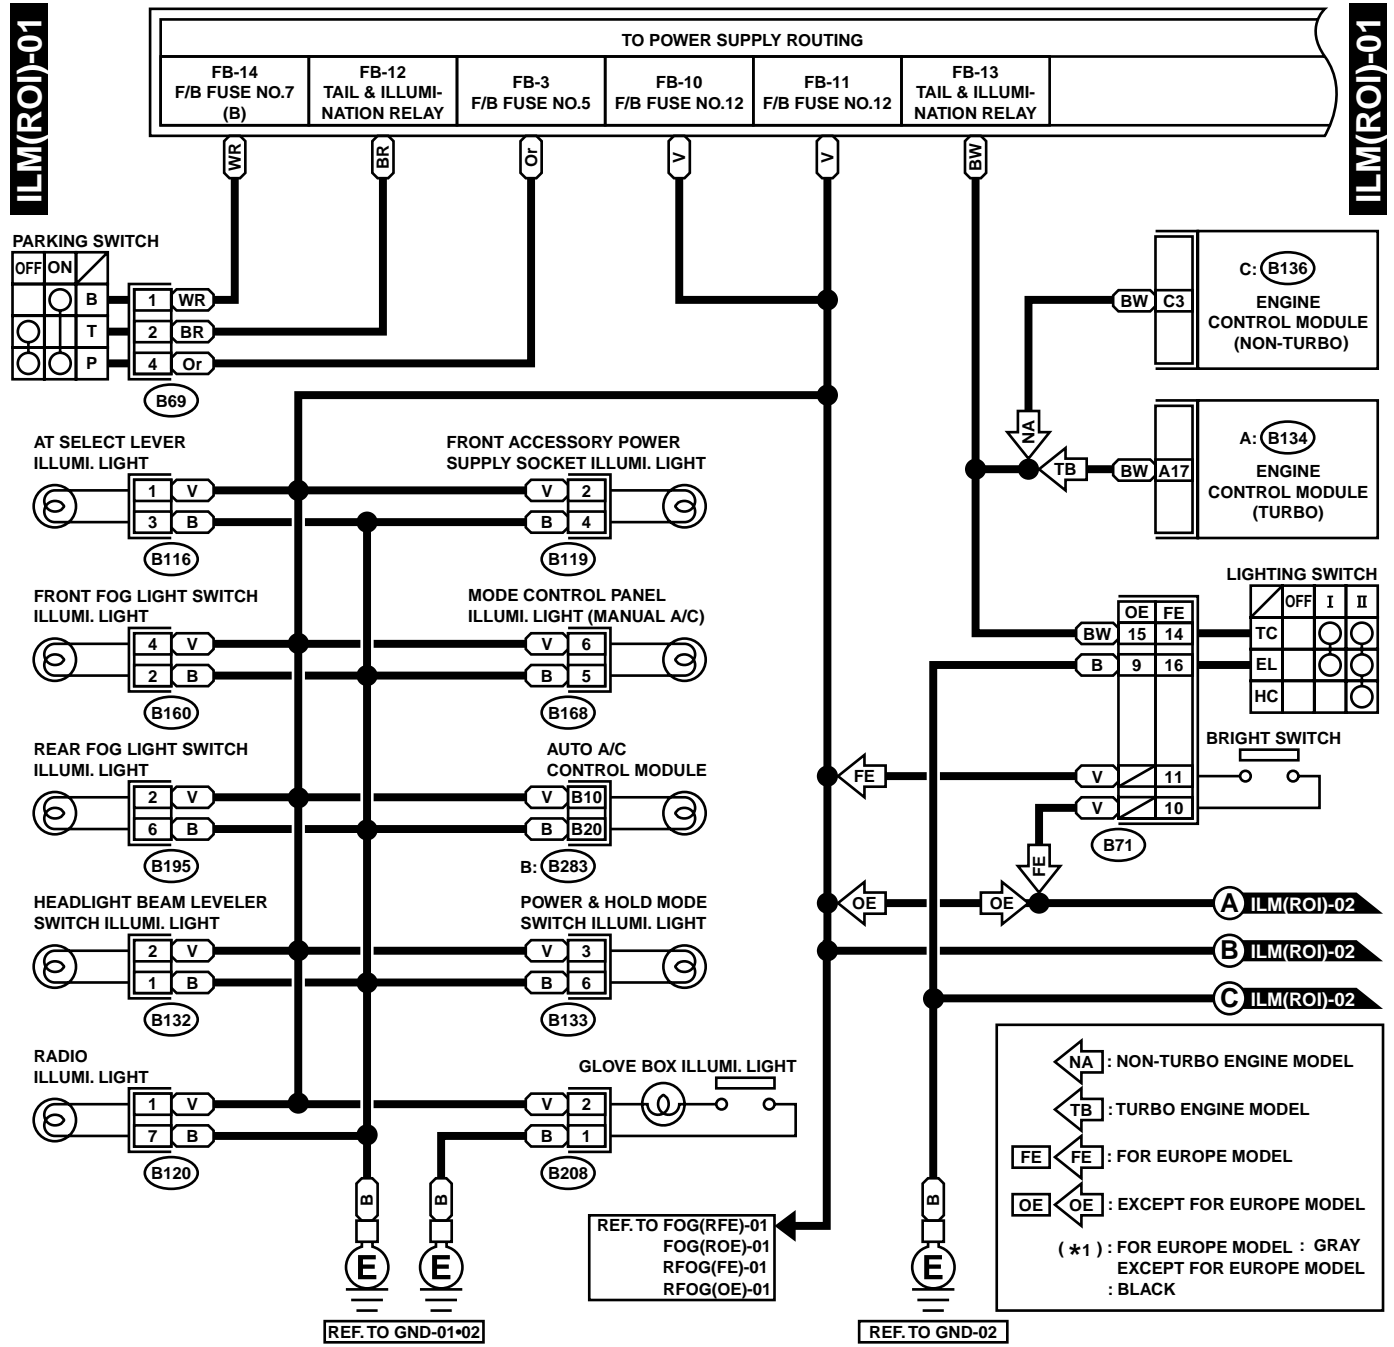 ILM(ROI)-01
ILM(ROI)-01
TO POWER SUPPLY ROUTING
FB-14
F/B FUSE NO.7
(B)
FB-12
TAIL & ILLUMI-
NATION RELAY
FB-3
F/B FUSE NO.5
FB-10
F/B FUSE NO.12
FB-11
F/B FUSE NO.12
FB-13
TAIL & ILLUMI-
NATION RELAY
WR
BR
Or
V
V
BW
PARKING SWITCH
OFF ON
B 1 WR
T 2 BR
P 4 Or
B69
C: B136
BW C3
ENGINE
CONTROL MODULE
(NON-TURBO)
NA
TB
A: B134
BW A17
ENGINE
CONTROL MODULE
(TURBO)
AT SELECT LEVER
ILLUMI. LIGHT
1 V
3 B
B116
FRONT ACCESSORY POWER
SUPPLY SOCKET ILLUMI. LIGHT
V 2
B 4
B119
FRONT FOG LIGHT SWITCH
ILLUMI. LIGHT
4 V
2 B
B160
MODE CONTROL PANEL
ILLUMI. LIGHT (MANUAL A/C)
V 6
B 5
B168
LIGHTING SWITCH
OFF I II
TC
EL
HC
OE FE
BW 15 14
B 9 16
V 11
V 10
B71
BRIGHT SWITCH
FE
FE
OE
OE
REAR FOG LIGHT SWITCH
ILLUMI. LIGHT
2 V
6 B
B195
AUTO A/C
CONTROL MODULE
V B10
B B20
B: B283
HEADLIGHT BEAM LEVELER
SWITCH ILLUMI. LIGHT
2 V
1 B
B132
POWER & HOLD MODE
SWITCH ILLUMI. LIGHT
V 3
B 6
B133
A ILM(ROI)-02
B ILM(ROI)-02
C ILM(ROI)-02
RADIO
ILLUMI. LIGHT
1 V
7 B
B120
GLOVE BOX ILLUMI. LIGHT
V 2
B 1
B208
B
B
B
E
E
E
REF. TO GND-01•02
REF. TO FOG(RFE)-01
FOG(ROE)-01
RFOG(FE)-01
RFOG(OE)-01
REF. TO GND-02
NA : NON-TURBO ENGINE MODEL
TB : TURBO ENGINE MODEL
FE FE : FOR EUROPE MODEL
OE OE : EXCEPT FOR EUROPE MODEL
(*1) : FOR EUROPE MODEL : GRAY
EXCEPT FOR EUROPE MODEL
: BLACK